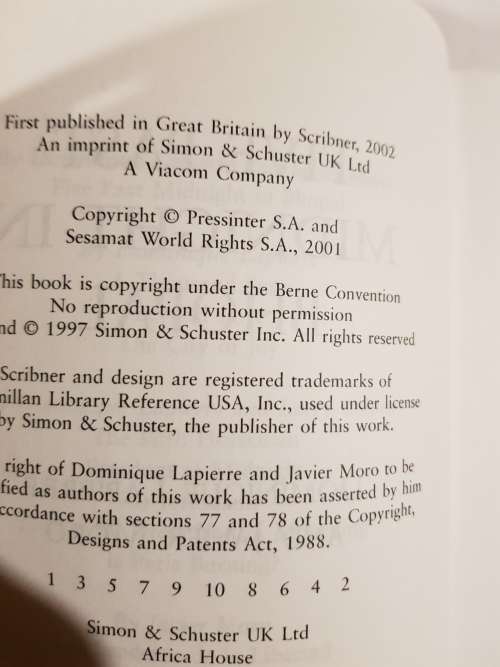 First published in Great Britain by Scribner, 2002
An imprint of Simon & Schuster UK Ltd
A Viacom Company
Copyright © Pressinter S.A. and
Sesamat World Rights S.A., 2001
his book is copyright under the Berne Convention
No reproduction without permission
nd © 1997 Simon & Schuster Inc. All rights reserved
Scribner and design are registered trademarks of
millan Library Reference USA, Inc., used under license
by Simon & Schuster, the publisher of this work.
right of Dominique Lapierre and Javier Moro to be
fied as authors of this work has been asserted by him
ccordance with sections 77 and 78 of the Copyright,
Designs and Patents Act, 1988.
1 3 5 7 9 10 8 6 4 2
Simon & Schuster UK Ltd
Africa House